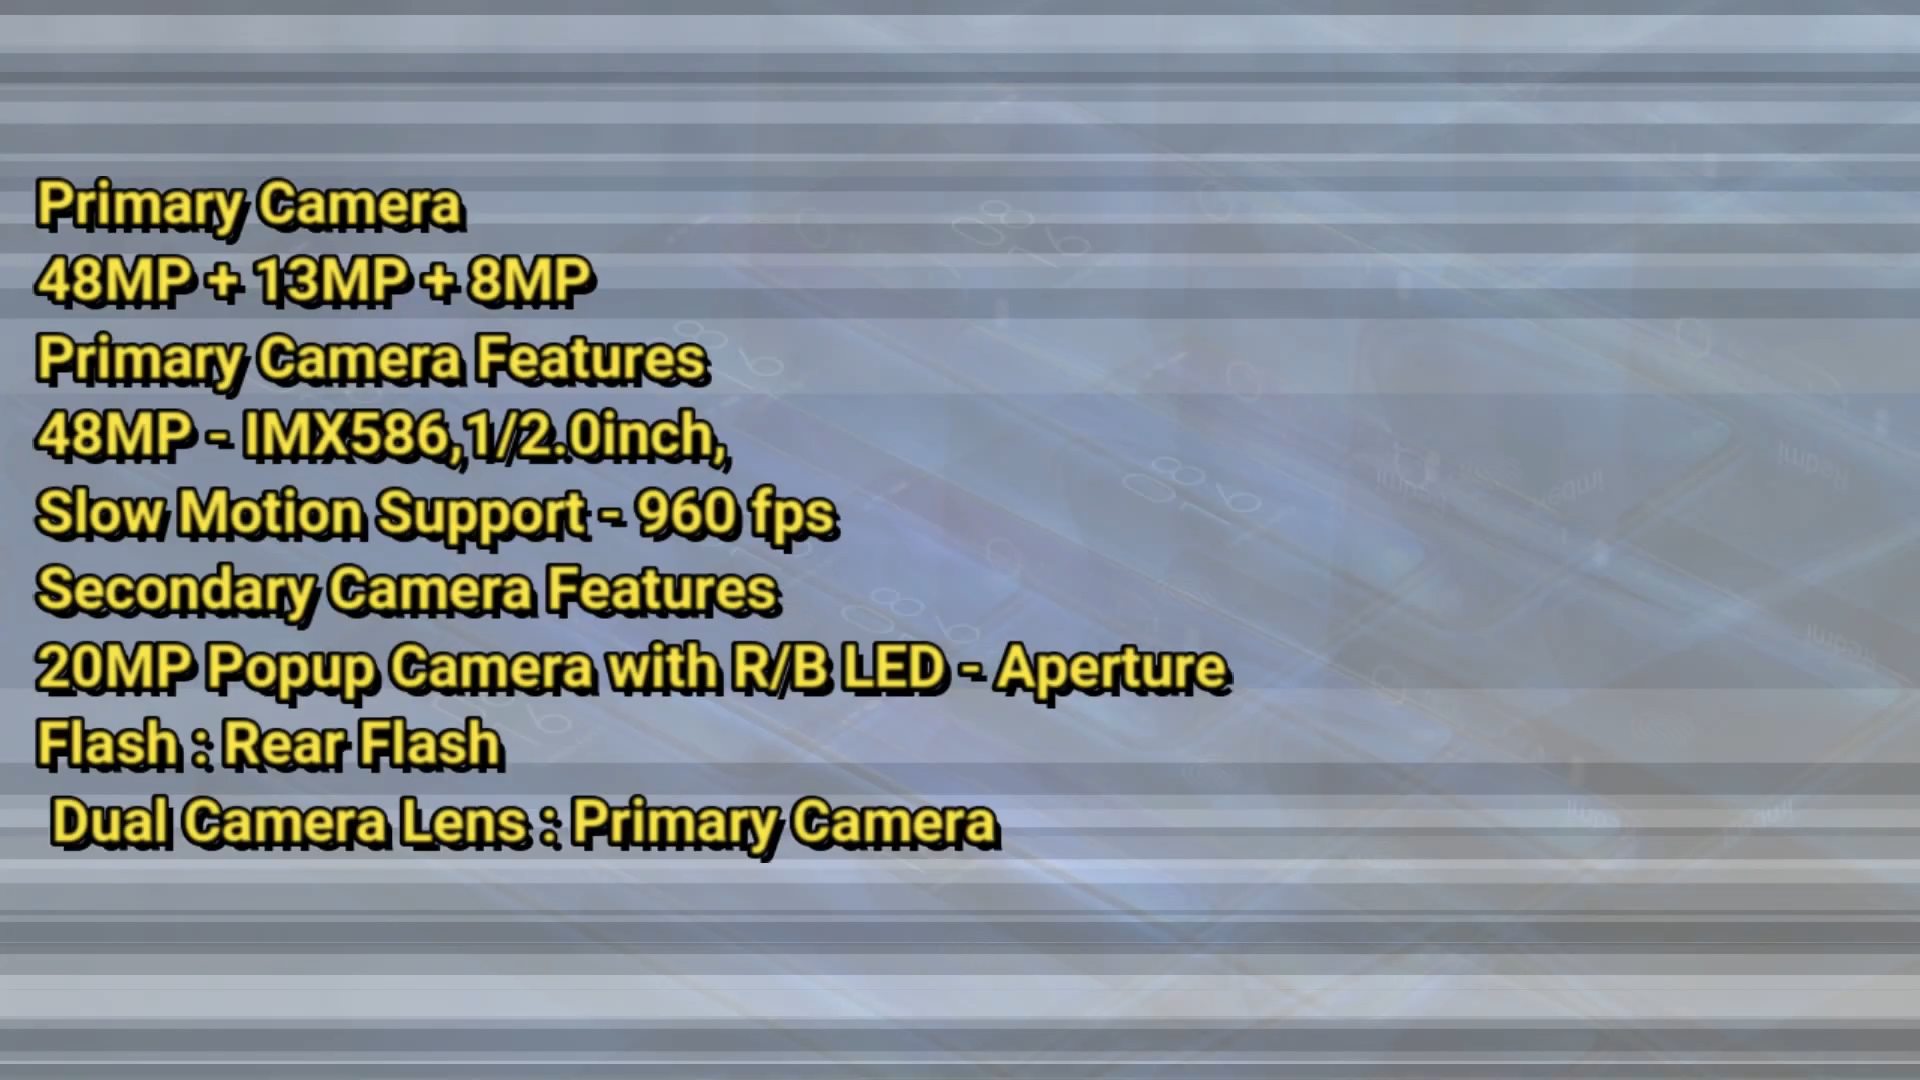 Primary Camera
48MP + 13MP + 8MP
Primary Camera Features
48MP - IMX586,1/2.0inch,
Slow Motion Support - 960 fps
Secondary Camera Features
20MP Popup Camera with R/B LED - Aperture
Flash : Rear Flash
Dual Camera Lens : Primary Camera